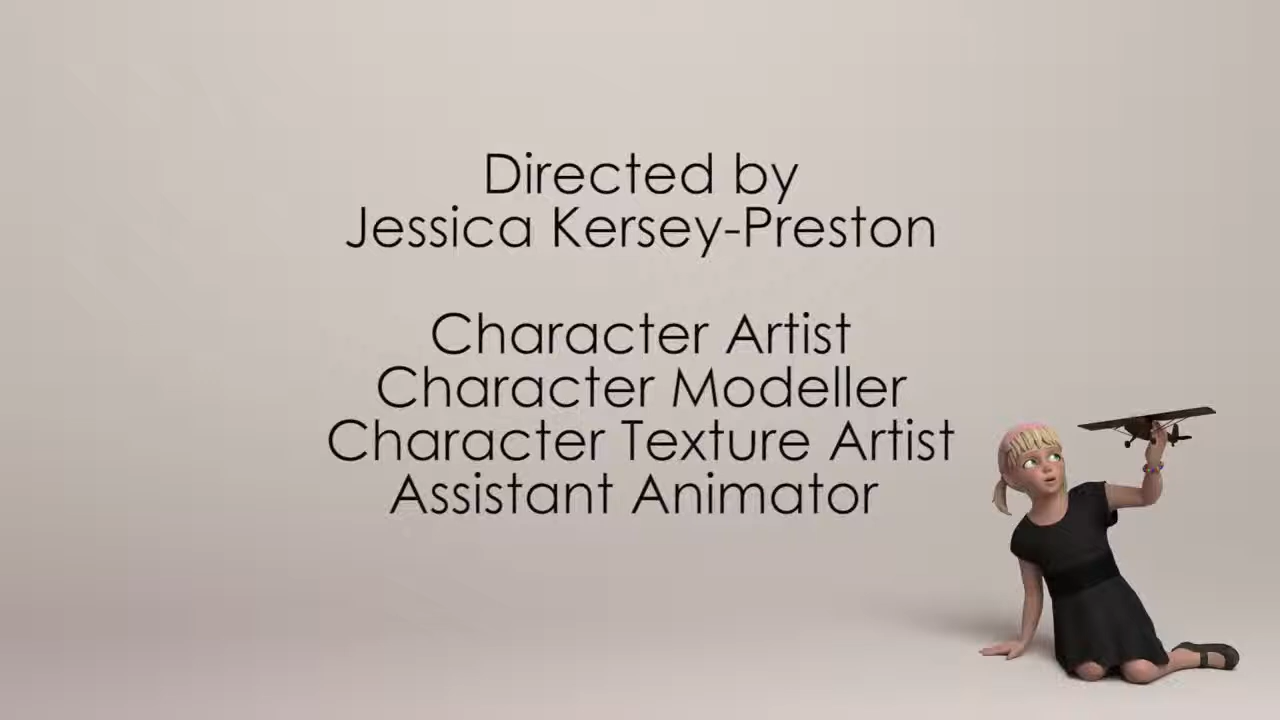 Directed by
Jessica Kersey-Preston
Character Artist
Character Modeller
Character Texture Artist
Assistant Animator